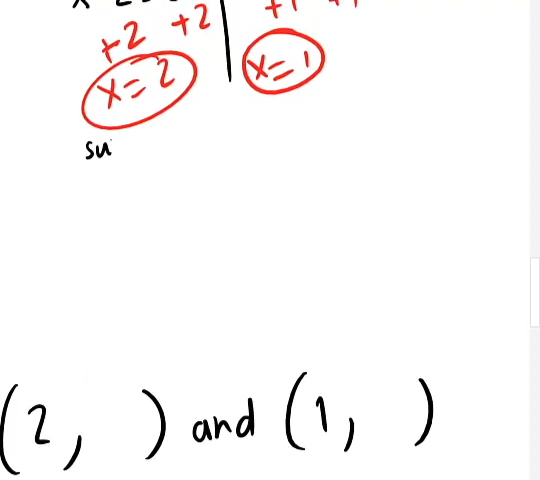 +2 +2
x=2 x=1
su
(2, ) and (1, )